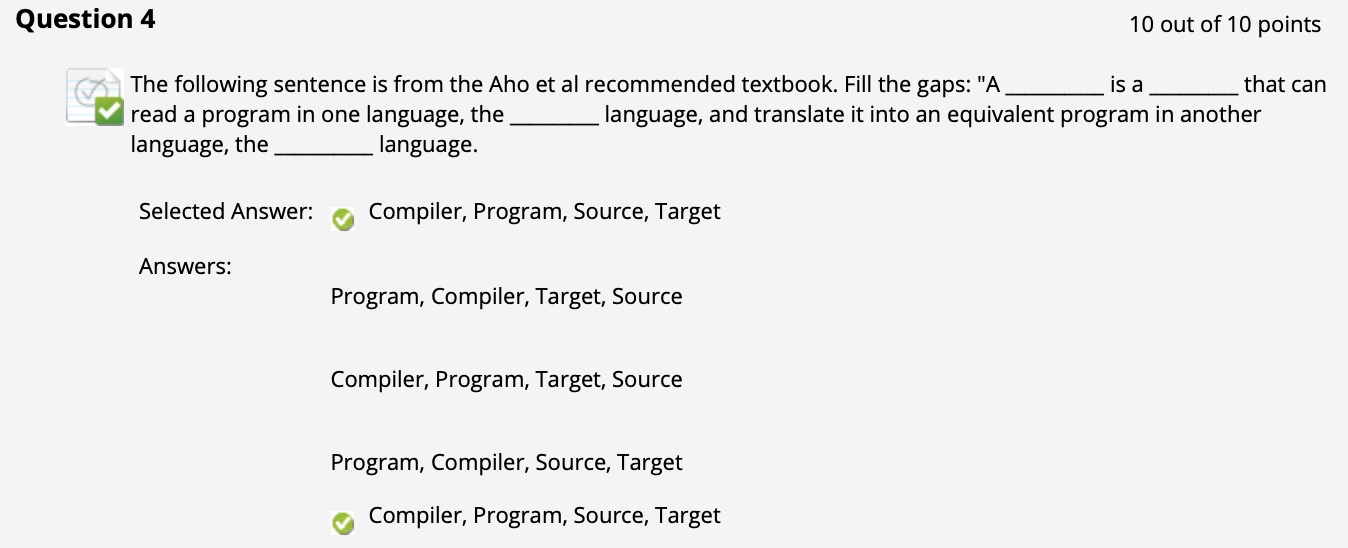 Question 4
10 out of 10 points
The following sentence is from the Aho et al recommended textbook. Fill the gaps: "A _________ is a ________ that can
read a program in one language, the ________ language, and translate it into an equivalent program in another
language, the _________ language.
Selected Answer: Compiler, Program, Source, Target
Answers:
Program, Compiler, Target, Source
Compiler, Program, Target, Source
Program, Compiler, Source, Target
Compiler, Program, Source, Target